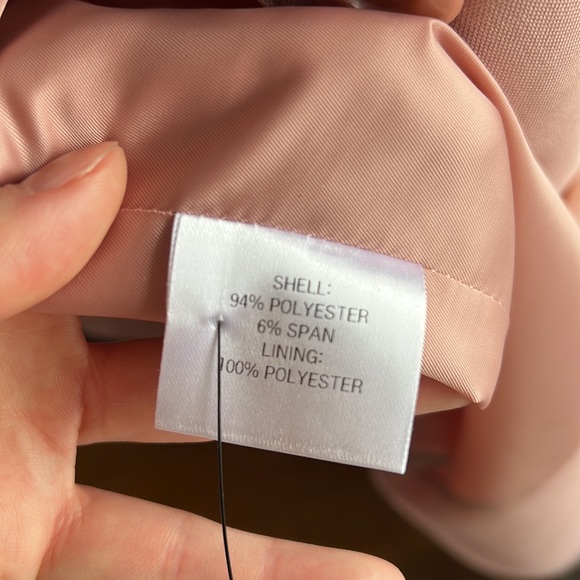 SHELL:
94% POLYESTER
6% SPAN
LINING:
100% POLYESTER